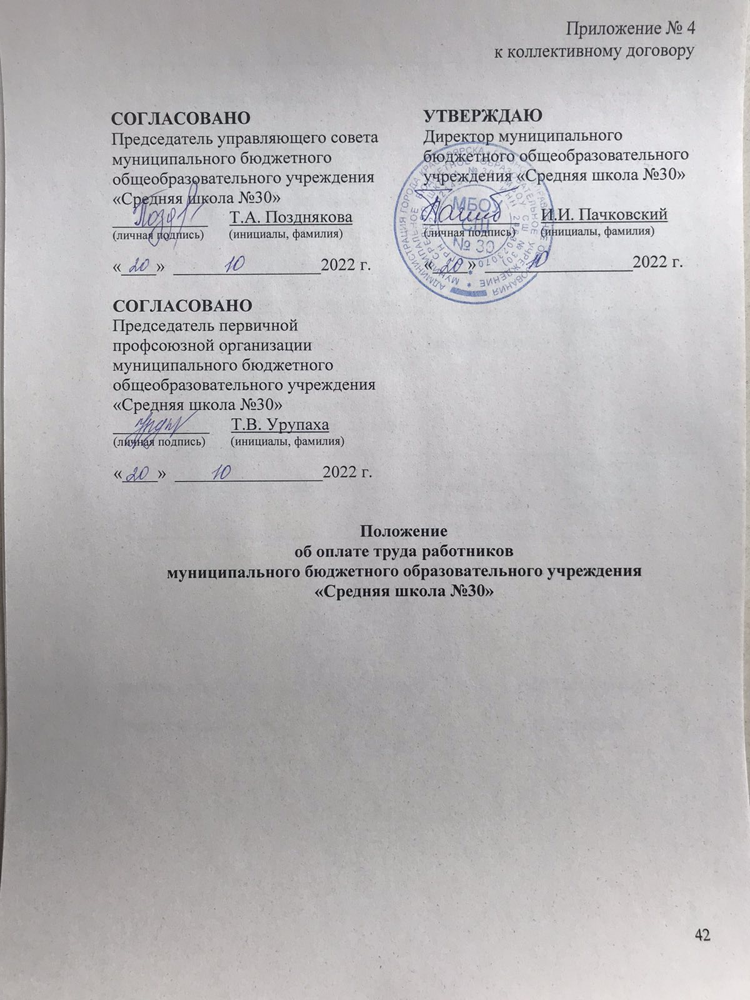 Приложение № 4
к коллективному договору
СОГЛАСОВАНО
Председатель управляющего совета
муниципального бюджетного
общеобразовательного учреждения
«Средняя школа №30»
Т.А. Позднякова
(личная подпись) (инициалы, фамилия)
« 20 » 10 2022 г.
УТВЕРЖДАЮ
Директор муниципального
бюджетного общеобразовательного
учреждения «Средняя школа №30»
И.И. Пачковский
(личная подпись) (инициалы, фамилия)
« 20 » 10 2022 г.
МБОУ
СШ
№ 30
СОГЛАСОВАНО
Председатель первичной
профсоюзной организации
муниципального бюджетного
общеобразовательного учреждения
«Средняя школа №30»
Т.В. Урупаха
(личная подпись) (инициалы, фамилия)
« 20 » 10 2022 г.
Положение
об оплате труда работников
муниципального бюджетного образовательного учреждения
«Средняя школа №30»
42